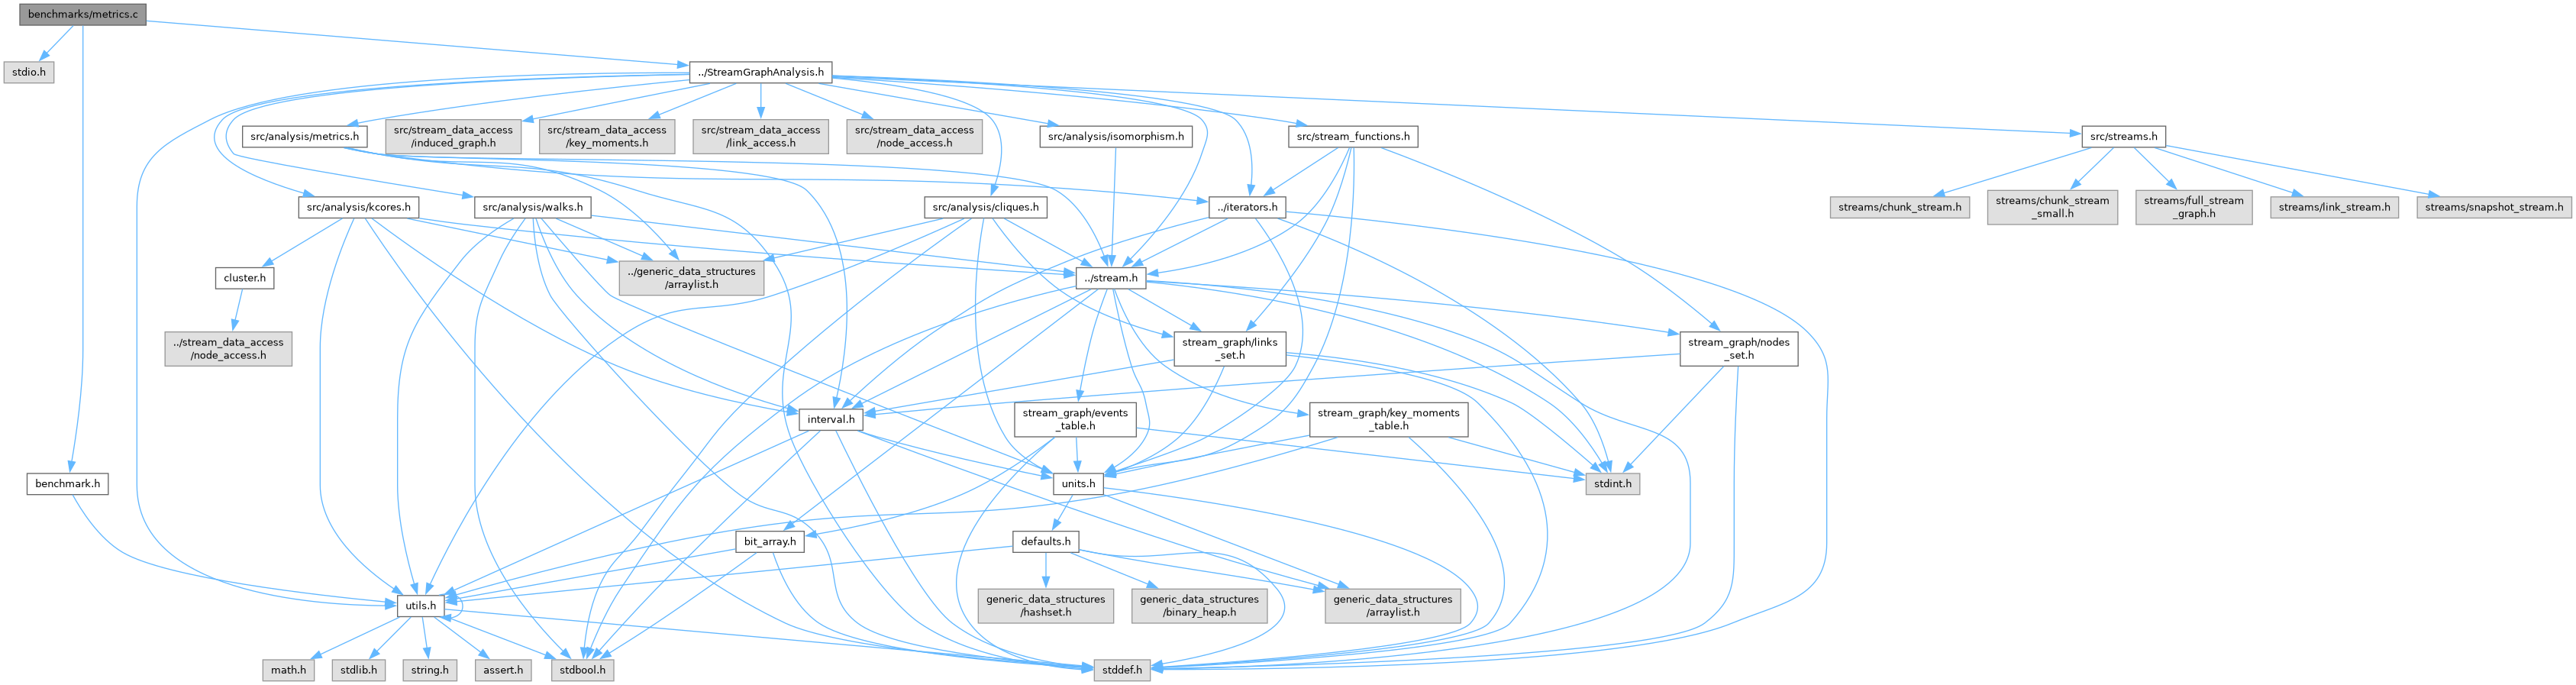 benchmarks/metrics.c
stdio.h
../StreamGraphAnalysis.h
src/analysis/metrics.h
src/stream_data_access
/induced_graph.h
src/stream_data_access
/key_moments.h
src/stream_data_access
/link_access.h
src/stream_data_access
/node_access.h
src/analysis/isomorphism.h
src/stream_functions.h
src/streams.h
src/analysis/kcores.h
src/analysis/walks.h
src/analysis/cliques.h
../iterators.h
streams/chunk_stream.h
streams/chunk_stream
_small.h
streams/full_stream
_graph.h
streams/link_stream.h
streams/snapshot_stream.h
cluster.h
../generic_data_structures
/arraylist.h
../stream.h
../stream_data_access
/node_access.h
stream_graph/links
_set.h
stream_graph/nodes
_set.h
interval.h
stream_graph/events
_table.h
stream_graph/key_moments
_table.h
benchmark.h
units.h
stdint.h
bit_array.h
defaults.h
utils.h
generic_data_structures
/hashset.h
generic_data_structures
/binary_heap.h
generic_data_structures
/arraylist.h
math.h
stdlib.h
string.h
assert.h
stdbool.h
stddef.h